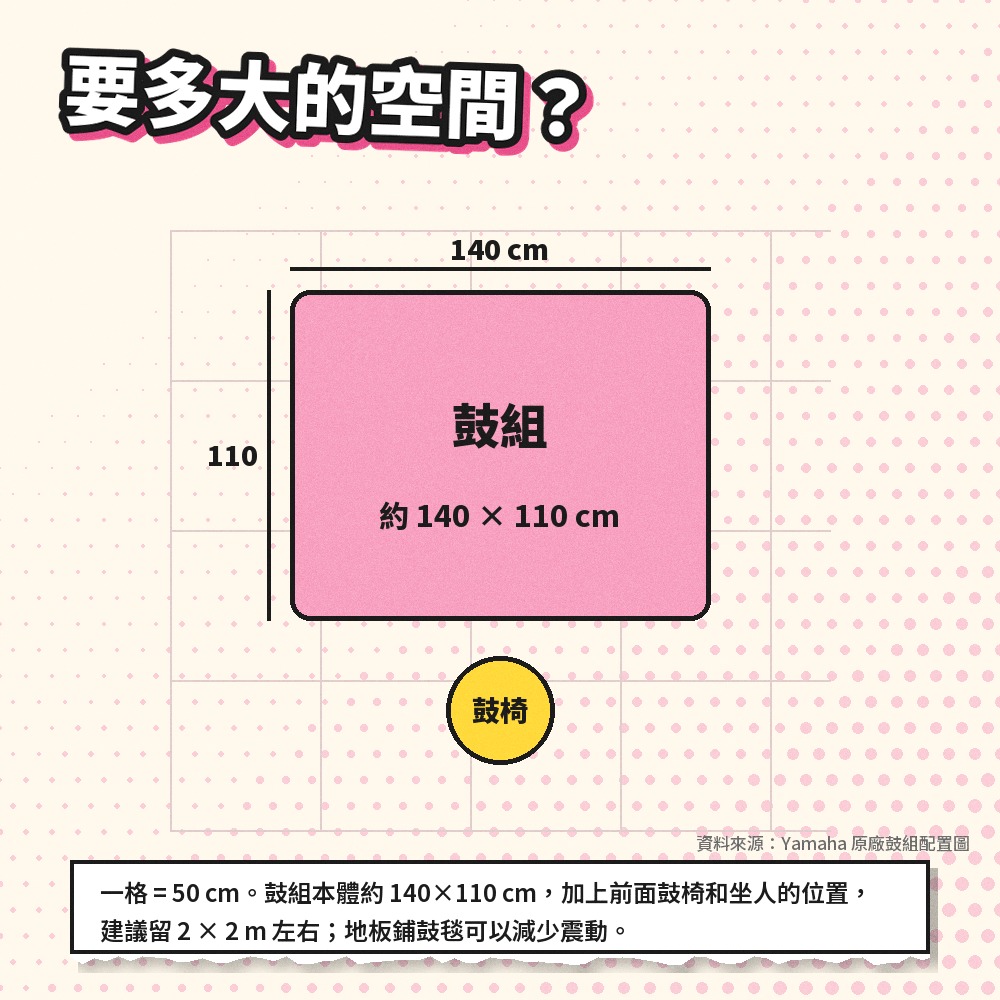 要多大的空間？
140 cm
110
鼓組
約 140 × 110 cm
鼓椅
資料來源：Yamaha 原廠鼓組配置圖
一格 = 50 cm。鼓組本體約 140×110 cm，加上前面鼓椅和坐人的位置，
建議留 2 × 2 m 左右；地板鋪鼓毯可以減少震動。